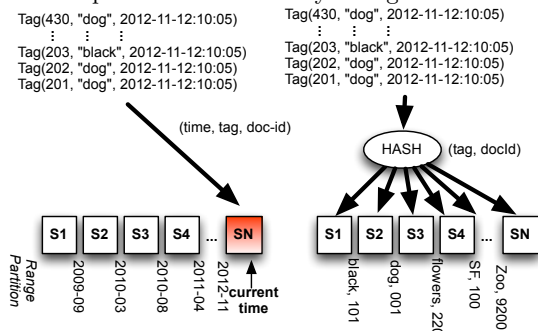 Tag(430, "dog", 2012-11-12:10:05)
Tag(203, "black", 2012-11-12:10:05)
Tag(202, "dog", 2012-11-12:10:05)
Tag(201, "dog", 2012-11-12:10:05)
(time, tag, doc-id)
S1 S2 S3 S4 ... SN
Range
Partition
2009-09
2010-03
2010-08
2011-04
2012-11
current
time
Tag(430, "dog", 2012-11-12:10:05)
Tag(203, "black", 2012-11-12:10:05)
Tag(202, "dog", 2012-11-12:10:05)
Tag(201, "dog", 2012-11-12:10:05)
HASH
(tag, docId)
S1 S2 S3 S4 ... SN
black, 101
dog, 001
flowers, 220
SF, 100
Zoo, 9200